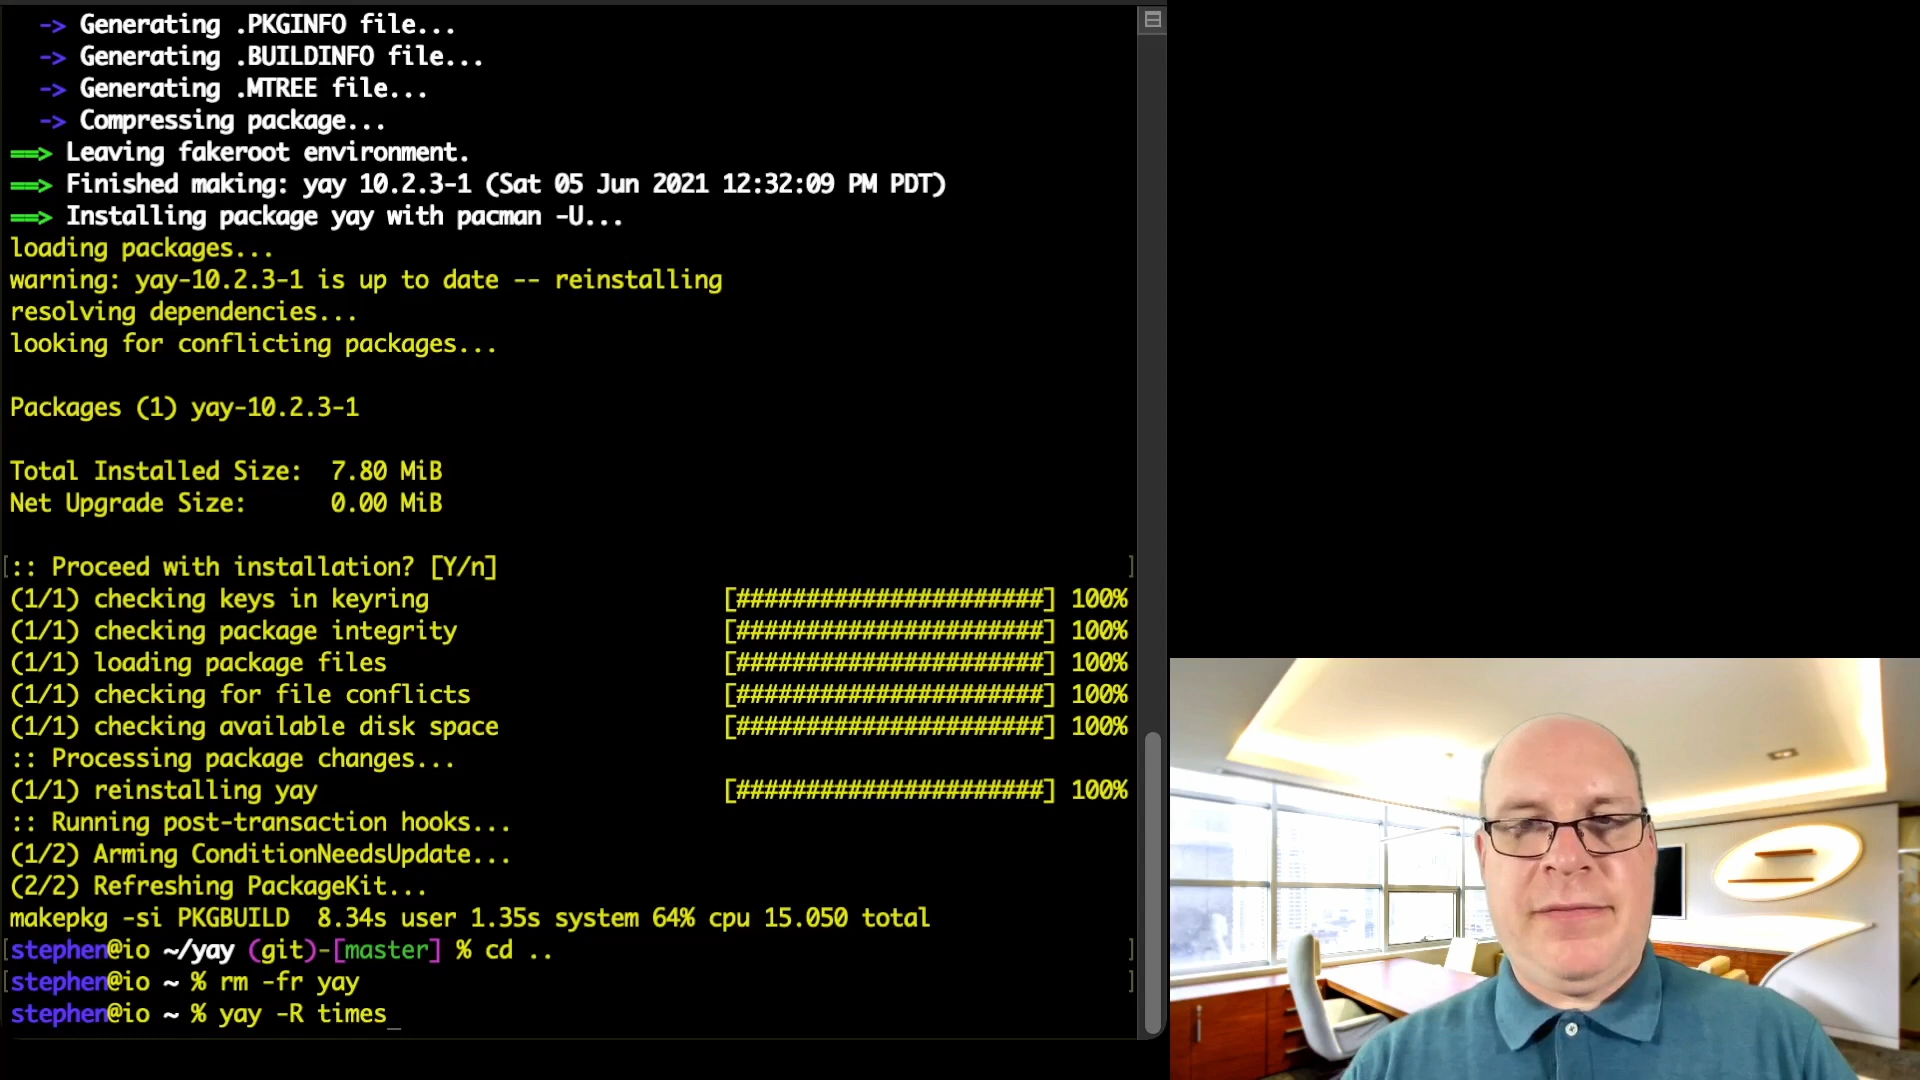 -> Generating .PKGINFO file...
-> Generating .BUILDINFO file...
-> Generating .MTREE file...
-> Compressing package...
==> Leaving fakeroot environment.
==> Finished making: yay 10.2.3-1 (Sat 05 Jun 2021 12:32:09 PM PDT)
==> Installing package yay with pacman -U...
loading packages...
warning: yay-10.2.3-1 is up to date -- reinstalling
resolving dependencies...
looking for conflicting packages...
Packages (1) yay-10.2.3-1
Total Installed Size:  7.80 MiB
Net Upgrade Size:      0.00 MiB
[:: Proceed with installation? [Y/n] ]
(1/1) checking keys in keyring [######################] 100%
(1/1) checking package integrity [######################] 100%
(1/1) loading package files [######################] 100%
(1/1) checking for file conflicts [######################] 100%
(1/1) checking available disk space [######################] 100%
:: Processing package changes...
(1/1) reinstalling yay [######################] 100%
:: Running post-transaction hooks...
(1/2) Arming ConditionNeedsUpdate...
(2/2) Refreshing PackageKit...
makepkg -si PKGBUILD  8.34s user 1.35s system 64% cpu 15.050 total
[stephen@io ~/yay (git)-[master] % cd .. ]
[stephen@io ~ % rm -fr yay ]
stephen@io ~ % yay -R times_